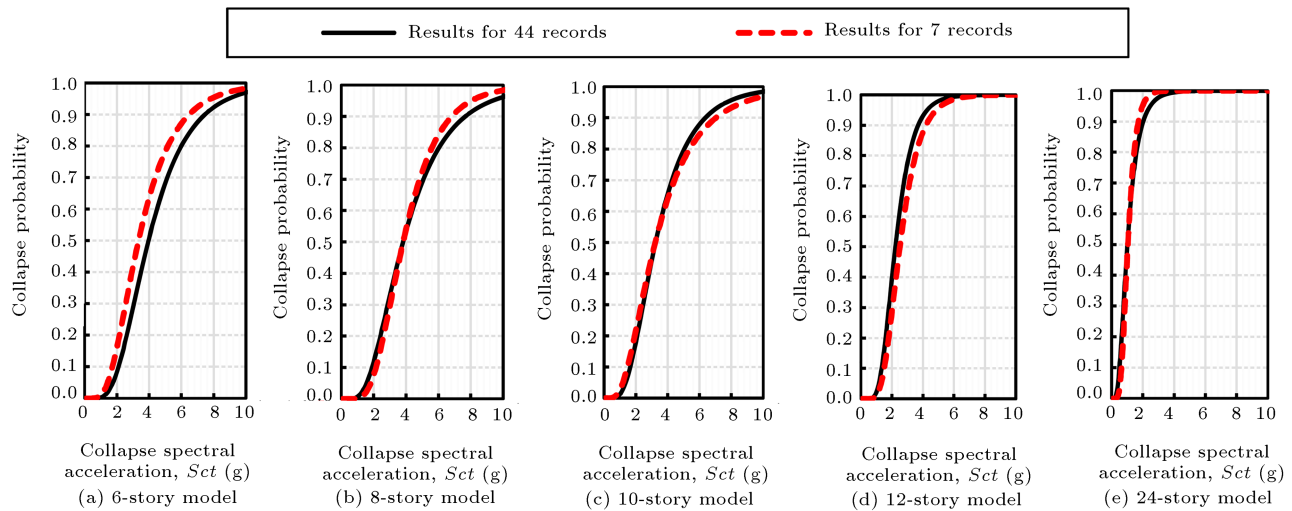 Results for 44 records
Results for 7 records
Collapse probability
1.0
0.9
0.8
0.7
0.6
0.5
0.4
0.3
0.2
0.1
0.0
0 2 4 6 8 10
Collapse spectral
acceleration, Sct (g)
(a) 6-story model
Collapse probability
1.0
0.9
0.8
0.7
0.6
0.5
0.4
0.3
0.2
0.1
0.0
0 2 4 6 8 10
Collapse spectral
acceleration, Sct (g)
(b) 8-story model
Collapse probability
1.0
0.9
0.8
0.7
0.6
0.5
0.4
0.3
0.2
0.1
0.0
0 2 4 6 8 10
Collapse spectral
acceleration, Sct (g)
(c) 10-story model
Collapse probability
1.0
0.9
0.8
0.7
0.6
0.5
0.4
0.3
0.2
0.1
0.0
0 2 4 6 8 10
Collapse spectral
acceleration, Sct (g)
(d) 12-story model
Collapse probability
1.0
0.9
0.8
0.7
0.6
0.5
0.4
0.3
0.2
0.1
0.0
0 2 4 6 8 10
Collapse spectral
acceleration, Sct (g)
(e) 24-story model